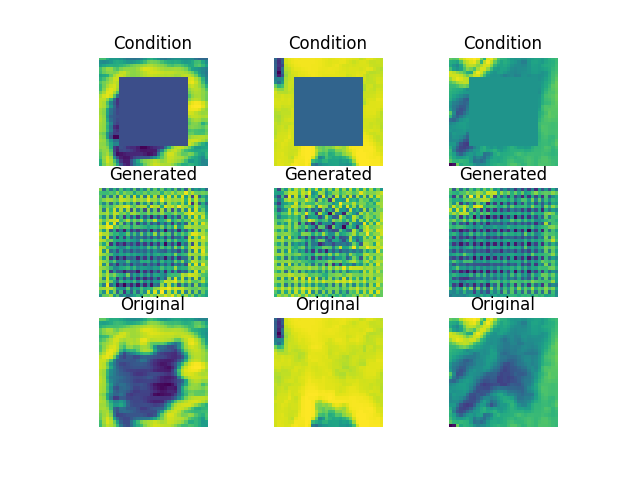 Condition Condition Condition
Generated Generated Generated
Original Original Original